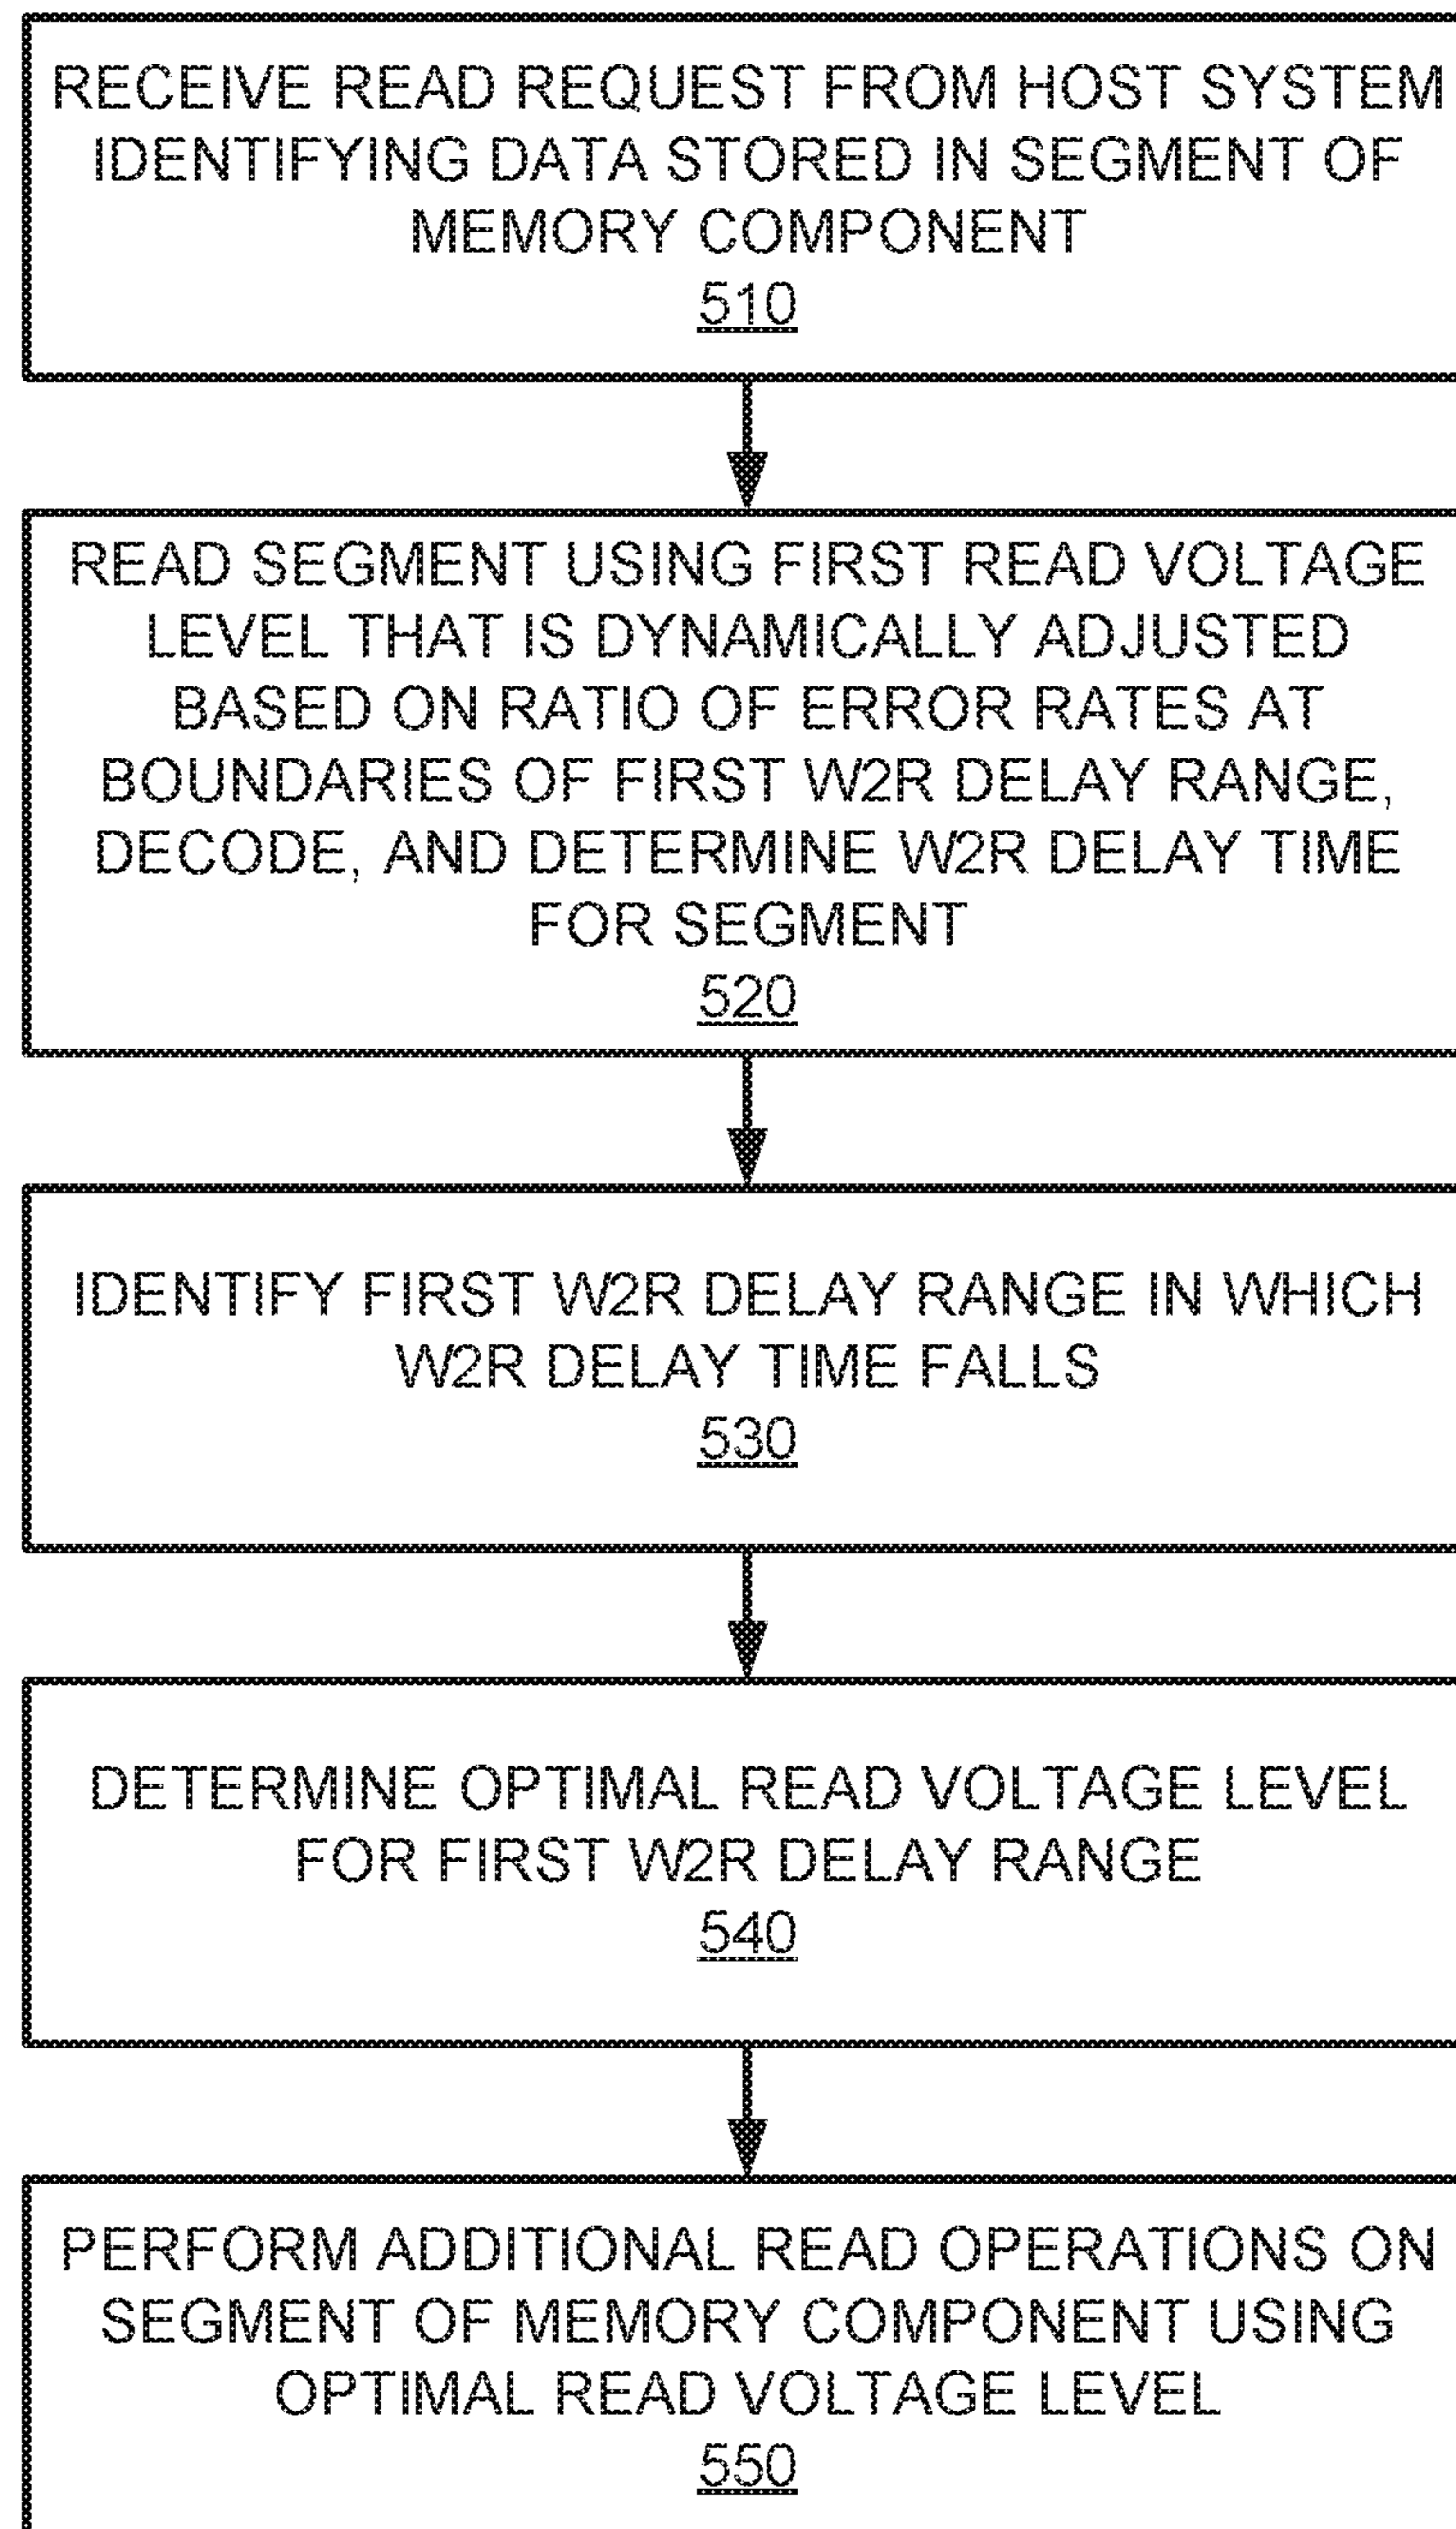 RECEIVE READ REQUEST FROM HOST SYSTEM
IDENTIFYING DATA STORED IN SEGMENT OF
MEMORY COMPONENT
510
READ SEGMENT USING FIRST READ VOLTAGE
LEVEL THAT IS DYNAMICALLY ADJUSTED
BASED ON RATIO OF ERROR RATES AT
BOUNDARIES OF FIRST W2R DELAY RANGE,
DECODE, AND DETERMINE W2R DELAY TIME
FOR SEGMENT
520
IDENTIFY FIRST W2R DELAY RANGE IN WHICH
W2R DELAY TIME FALLS
530
DETERMINE OPTIMAL READ VOLTAGE LEVEL
FOR FIRST W2R DELAY RANGE
540
PERFORM ADDITIONAL READ OPERATIONS ON
SEGMENT OF MEMORY COMPONENT USING
OPTIMAL READ VOLTAGE LEVEL
550